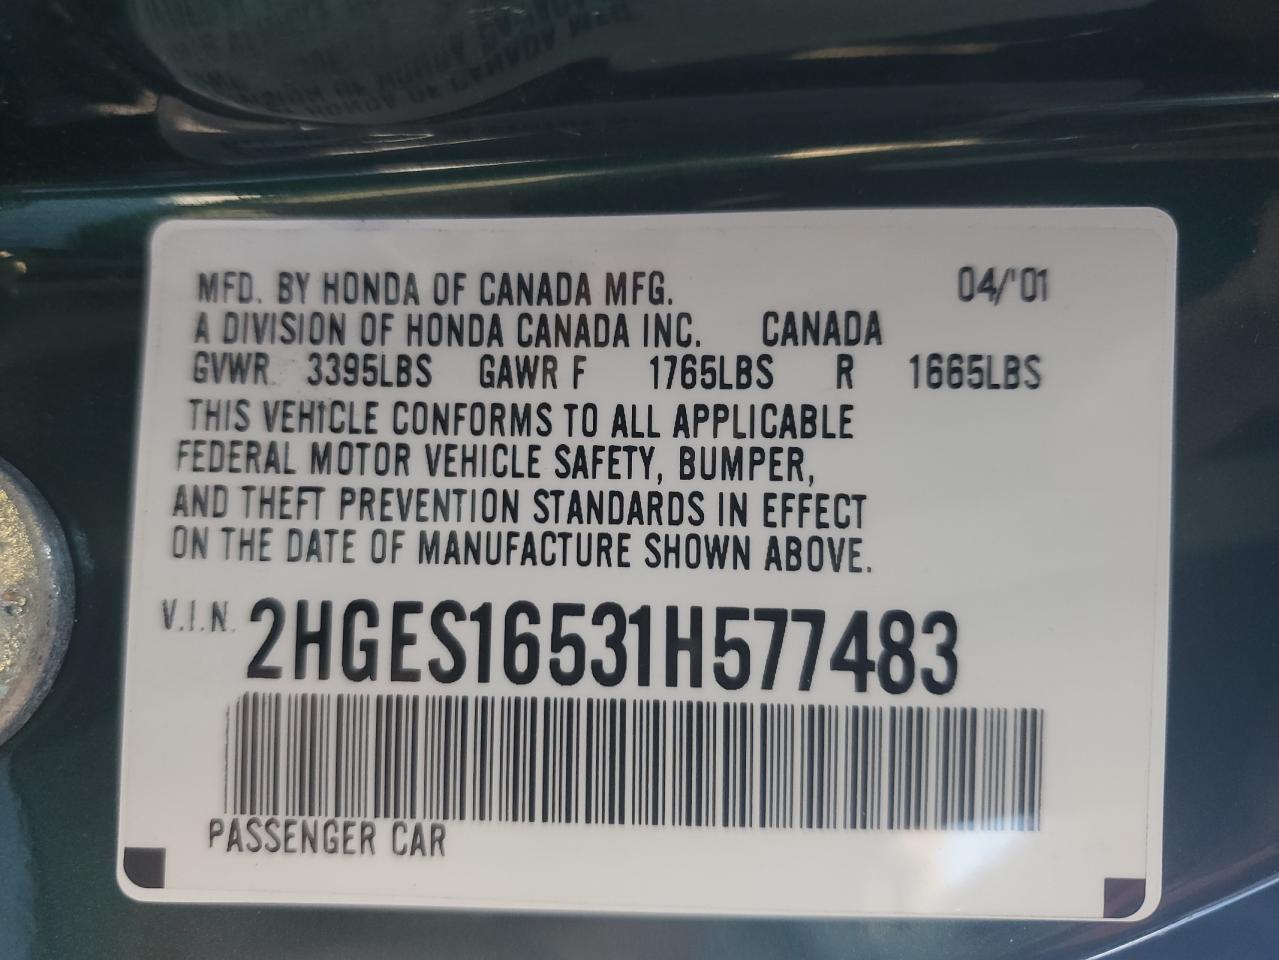 MFD. BY HONDA OF CANADA MFG. 04/'01
A DIVISION OF HONDA CANADA INC. CANADA
GVWR 3395LBS GAWR F 1765LBS R 1665LBS
THIS VEHICLE CONFORMS TO ALL APPLICABLE
FEDERAL MOTOR VEHICLE SAFETY, BUMPER,
AND THEFT PREVENTION STANDARDS IN EFFECT
ON THE DATE OF MANUFACTURE SHOWN ABOVE.
V.I.N. 2HGES16531H577483
PASSENGER CAR